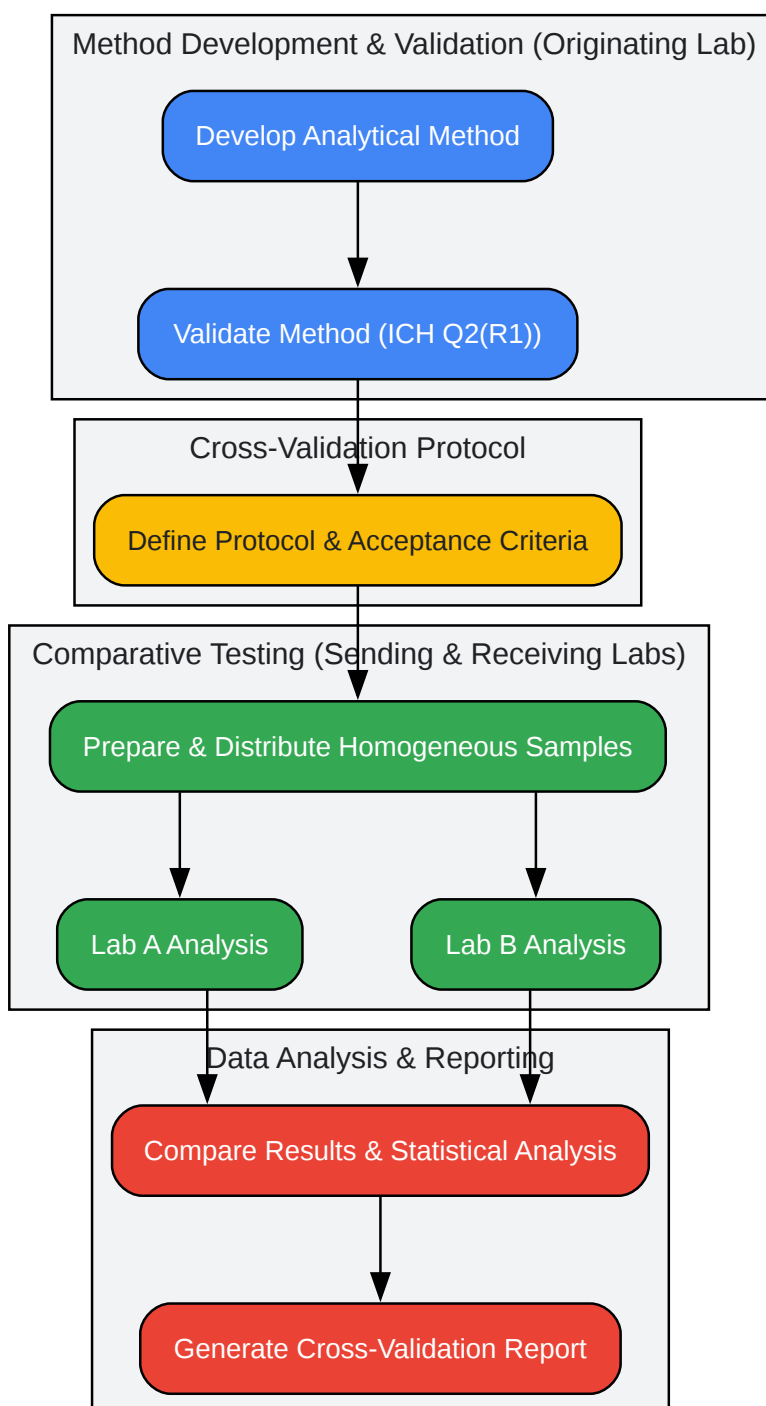 Method Development & Validation (Originating Lab)
Develop Analytical Method
Validate Method (ICH Q2(R1))
Cross-Validation Protocol
Define Protocol & Acceptance Criteria
Comparative Testing (Sending & Receiving Labs)
Prepare & Distribute Homogeneous Samples
Lab A Analysis
Lab B Analysis
Data Analysis & Reporting
Compare Results & Statistical Analysis
Generate Cross-Validation Report